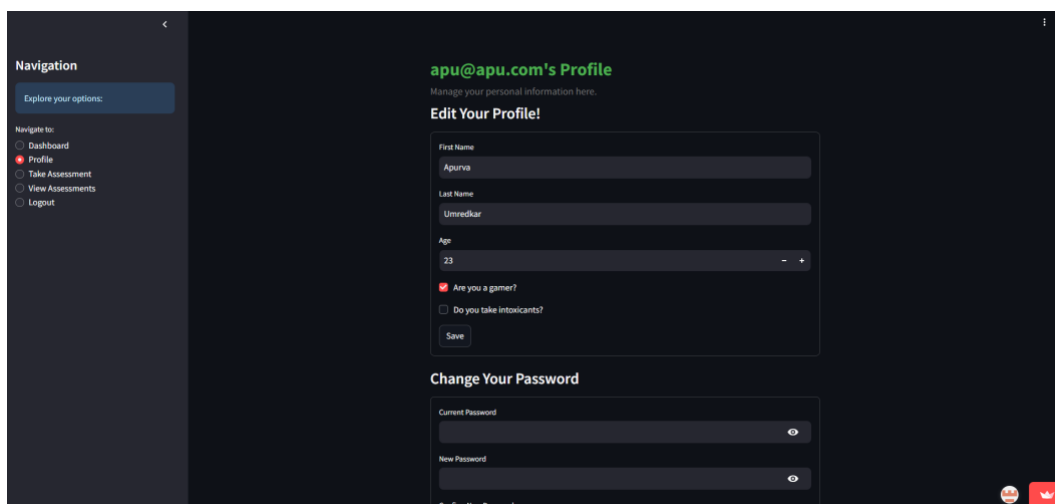 Navigation
Explore your options:
Navigate to:
Dashboard
Profile
Take Assessment
View Assessments
Logout
apu@apu.com's Profile
Manage your personal information here.
Edit Your Profile!
First Name
Apurva
Last Name
Umredkar
Age
23
Are you a gamer?
Do you take intoxicants?
Save
Change Your Password
Current Password
New Password